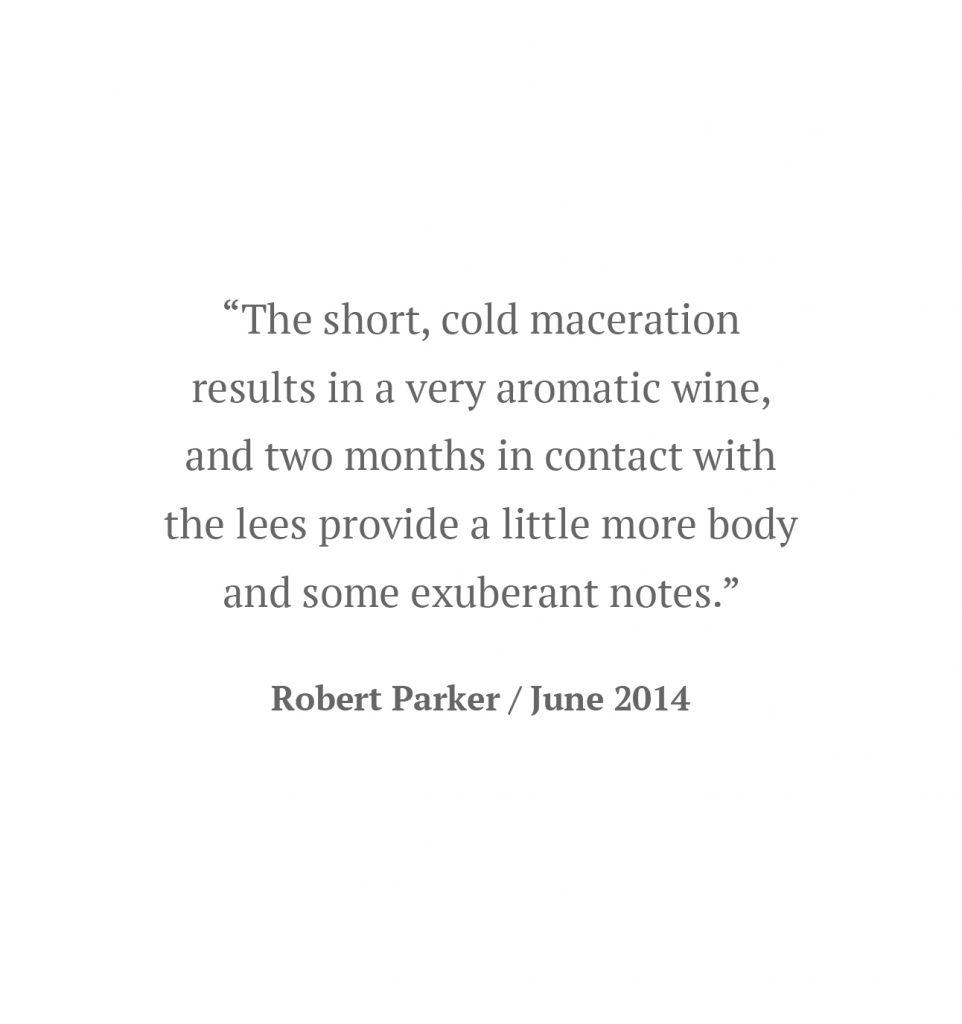 “The short, cold maceration
results in a very aromatic wine,
and two months in contact with
the lees provide a little more body
and some exuberant notes.”
Robert Parker / June 2014